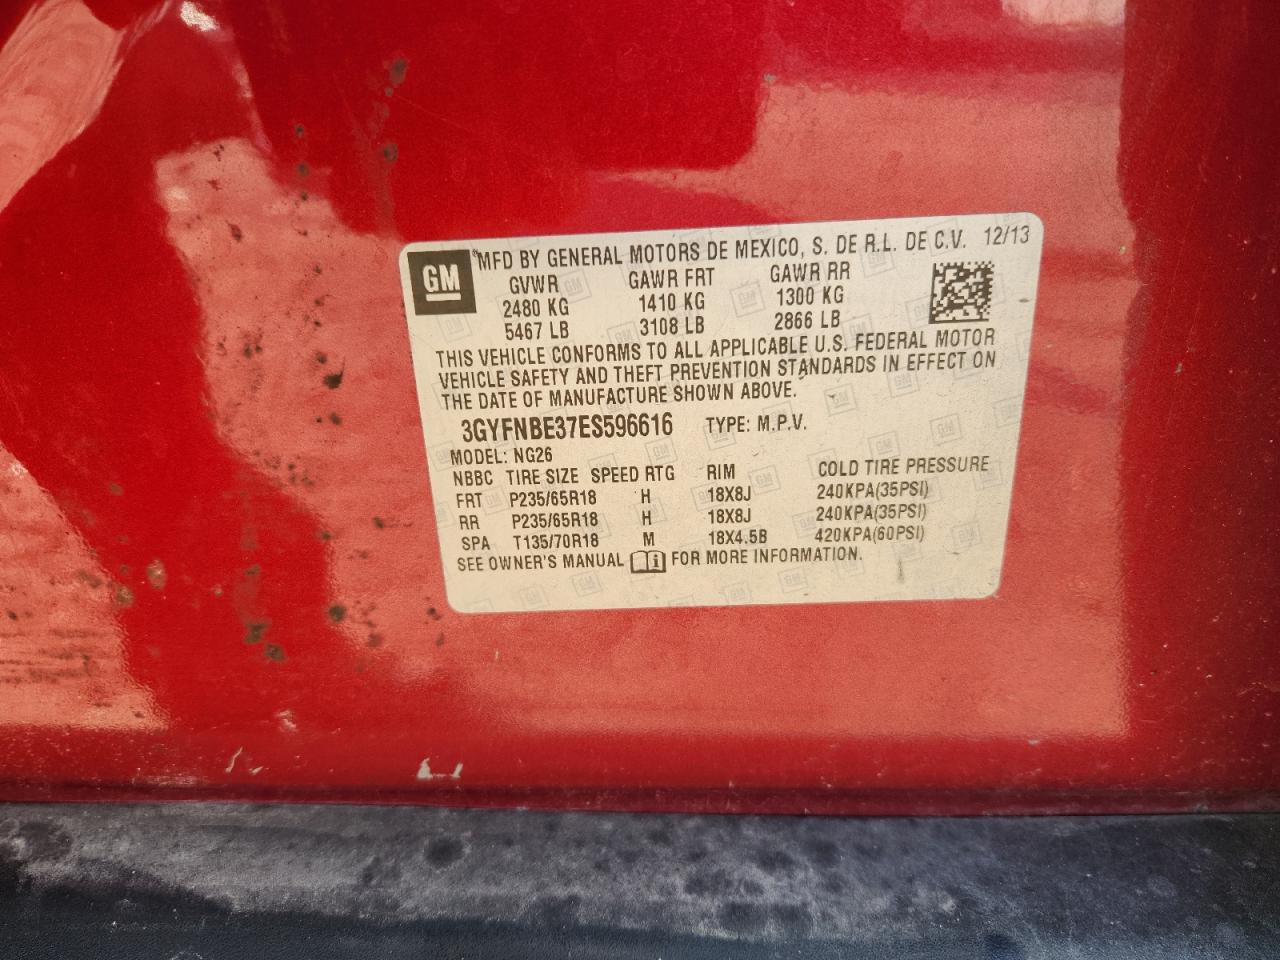 GM MFD BY GENERAL MOTORS DE MEXICO, S. DE R.L. DE C.V. 12/13
GVWR GAWR FRT GAWR RR
2480 KG 1410 KG 1300 KG
5467 LB 3108 LB 2866 LB
THIS VEHICLE CONFORMS TO ALL APPLICABLE U.S. FEDERAL MOTOR
VEHICLE SAFETY AND THEFT PREVENTION STANDARDS IN EFFECT ON
THE DATE OF MANUFACTURE SHOWN ABOVE.
3GYFNBE37ES596616 TYPE: M.P.V.
MODEL: NG26
NBBC TIRE SIZE SPEED RTG RIM COLD TIRE PRESSURE
FRT P235/65R18 H 18X8J 240KPA(35PSI)
RR P235/65R18 H 18X8J 240KPA(35PSI)
SPA T135/70R18 M 18X4.5B 420KPA(60PSI)
SEE OWNER'S MANUAL i FOR MORE INFORMATION.